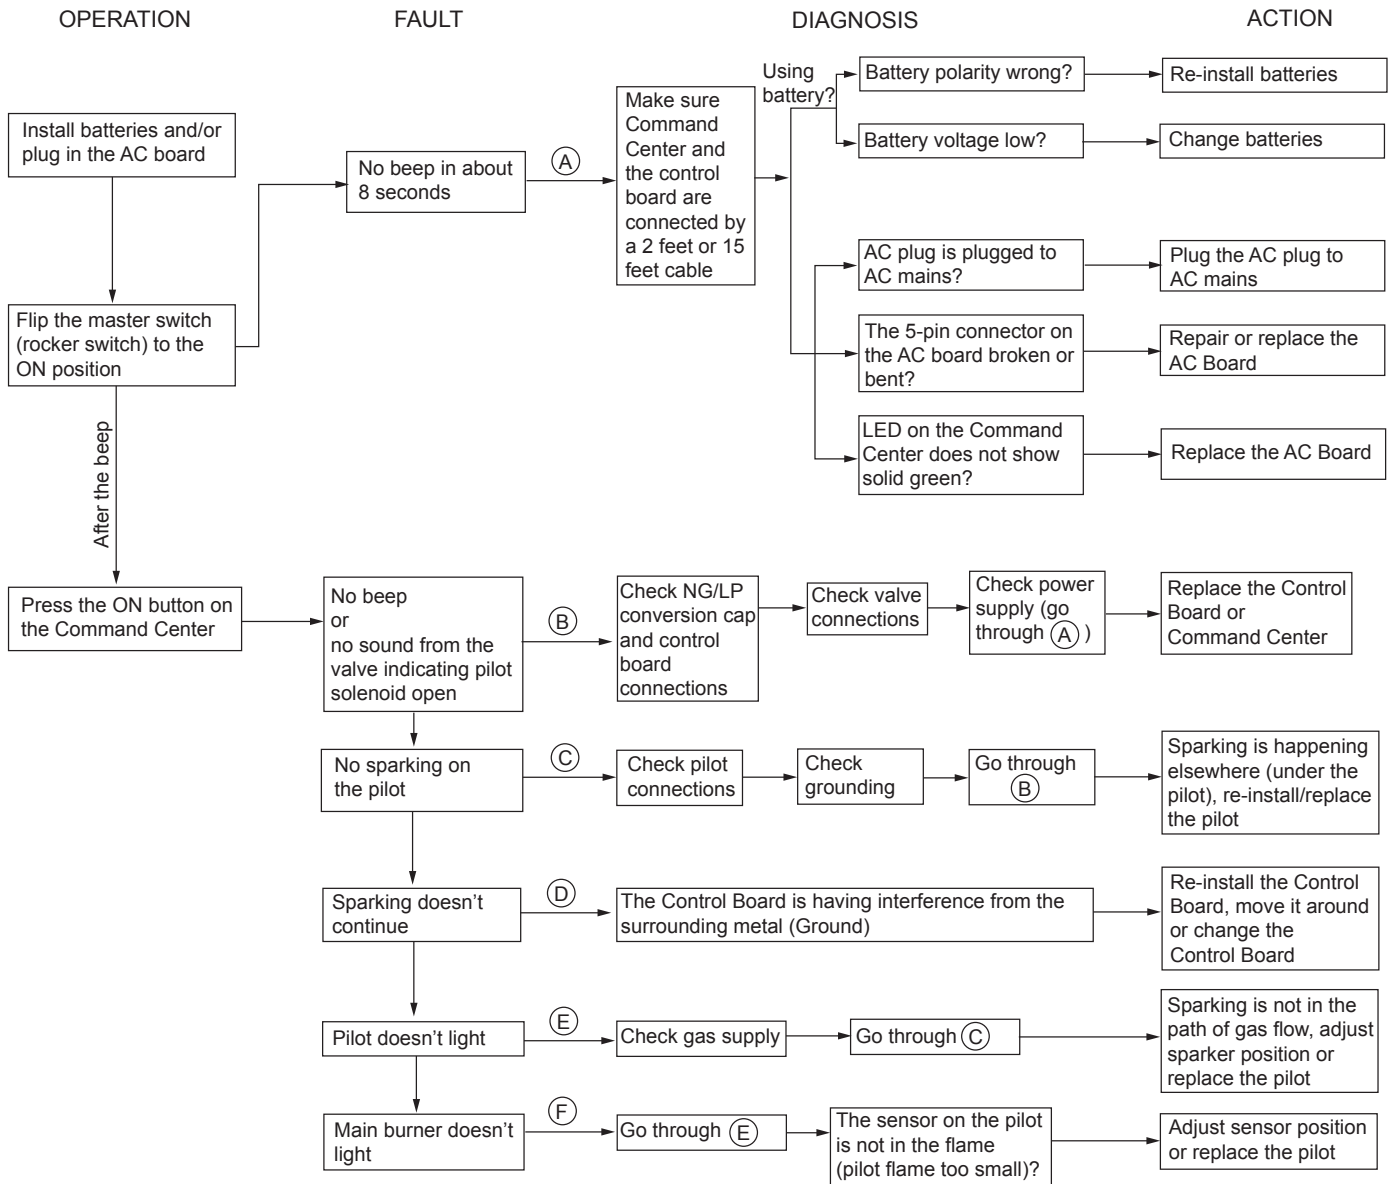 OPERATION
FAULT
DIAGNOSIS
ACTION
Install batteries and/or
plug in the AC board
Flip the master switch
(rocker switch) to the
ON position
After the beep
Press the ON button on
the Command Center
No beep in about
8 seconds
A
Make sure
Command
Center and
the control
board are
connected by
a 2 feet or 15
feet cable
Using
battery?
Battery polarity wrong?
Re-install batteries
Battery voltage low?
Change batteries
AC plug is plugged to
AC mains?
Plug the AC plug to
AC mains
The 5-pin connector on
the AC board broken or
bent?
Repair or replace the
AC Board
LED on the Command
Center does not show
solid green?
Replace the AC Board
No beep
or
no sound from the
valve indicating pilot
solenoid open
B
Check NG/LP
conversion cap
and control
board
connections
Check valve
connections
Check power
supply (go
through A )
Replace the Control
Board or
Command Center
No sparking on
the pilot
C
Check pilot
connections
Check
grounding
Go through
B
Sparking is happening
elsewhere (under the
pilot), re-install/replace
the pilot
Sparking doesn't
continue
D
The Control Board is having interference from the
surrounding metal (Ground)
Re-install the Control
Board, move it around
or change the
Control Board
Pilot doesn't light
E
Check gas supply
Go through C
Sparking is not in the
path of gas flow, adjust
sparker position or
replace the pilot
Main burner doesn't
light
F
Go through E
The sensor on the pilot
is not in the flame
(pilot flame too small)?
Adjust sensor position
or replace the pilot